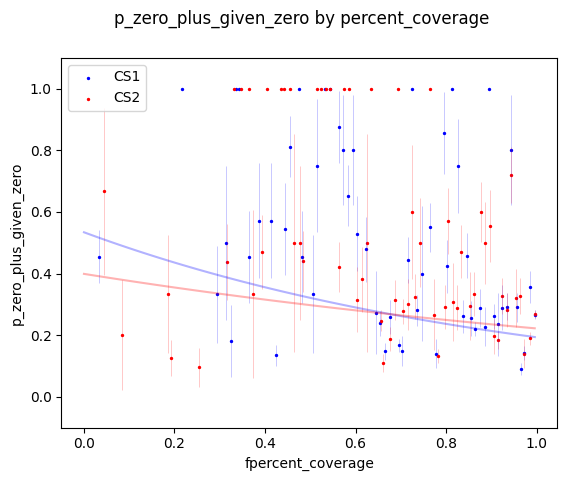 p_zero_plus_given_zero by percent_coverage
CS1
CS2
p_zero_plus_given_zero
1.0
0.8
0.6
0.4
0.2
0.0
0.0 0.2 0.4 0.6 0.8 1.0
fpercent_coverage